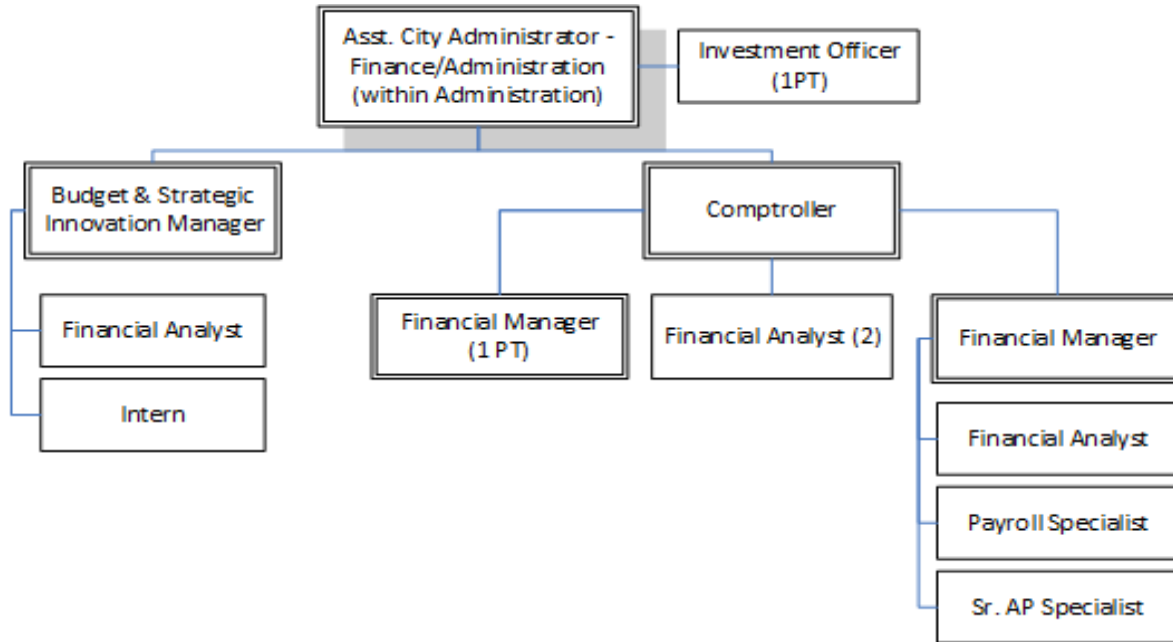 Asst. City Administrator -
Finance/Administration
(within Administration)
Investment Officer
(1PT)
Budget & Strategic
Innovation Manager
Comptroller
Financial Analyst
Intern
Financial Manager
(1 PT)
Financial Analyst (2)
Financial Manager
Financial Analyst
Payroll Specialist
Sr. AP Specialist